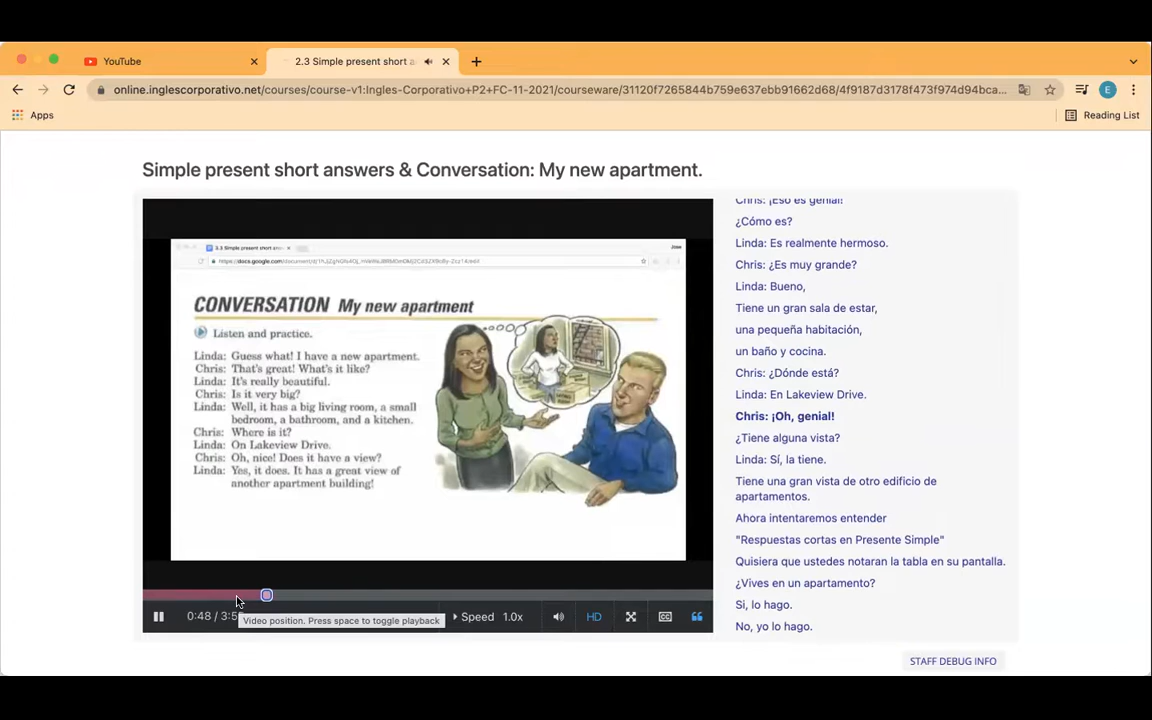 YouTube
2.3 Simple present short a
online.inglescorporativo.net/courses/course-v1:Ingles-Corporativo+P2+FC-11-2021/courseware/31120f7265844b759e637ebb91662d68/4f9187d3178f473f974d94bca...
E
Apps
Reading List
Simple present short answers & Conversation: My new apartment.
CONVERSATION My new apartment
Listen and practice.
Linda: Guess what! I have a new apartment.
Chris: That's great! What's it like?
Linda: It's really beautiful.
Chris: Is it very big?
Linda: Well, it has a big living room, a small
bedroom, a bathroom, and a kitchen.
Chris: Where is it?
Linda: On Lakeview Drive.
Chris: Oh, nice! Does it have a view?
Linda: Yes, it does. It has a great view of
another apartment building!
0:48 / 3:5
Video position. Press space to toggle playback
Speed 1.0x
HD
CC
Chris: ¡Eso es genial!
¿Cómo es?
Linda: Es realmente hermoso.
Chris: ¿Es muy grande?
Linda: Bueno,
Tiene un gran sala de estar,
una pequeña habitación,
un baño y cocina.
Chris: ¿Dónde está?
Linda: En Lakeview Drive.
Chris: ¡Oh, genial!
¿Tiene alguna vista?
Linda: Sí, la tiene.
Tiene una gran vista de otro edificio de
apartamentos.
Ahora intentaremos entender
"Respuestas cortas en Presente Simple"
Quisiera que ustedes notaran la tabla en su pantalla.
¿Vives en un apartamento?
Si, lo hago.
No, yo lo hago.
STAFF DEBUG INFO